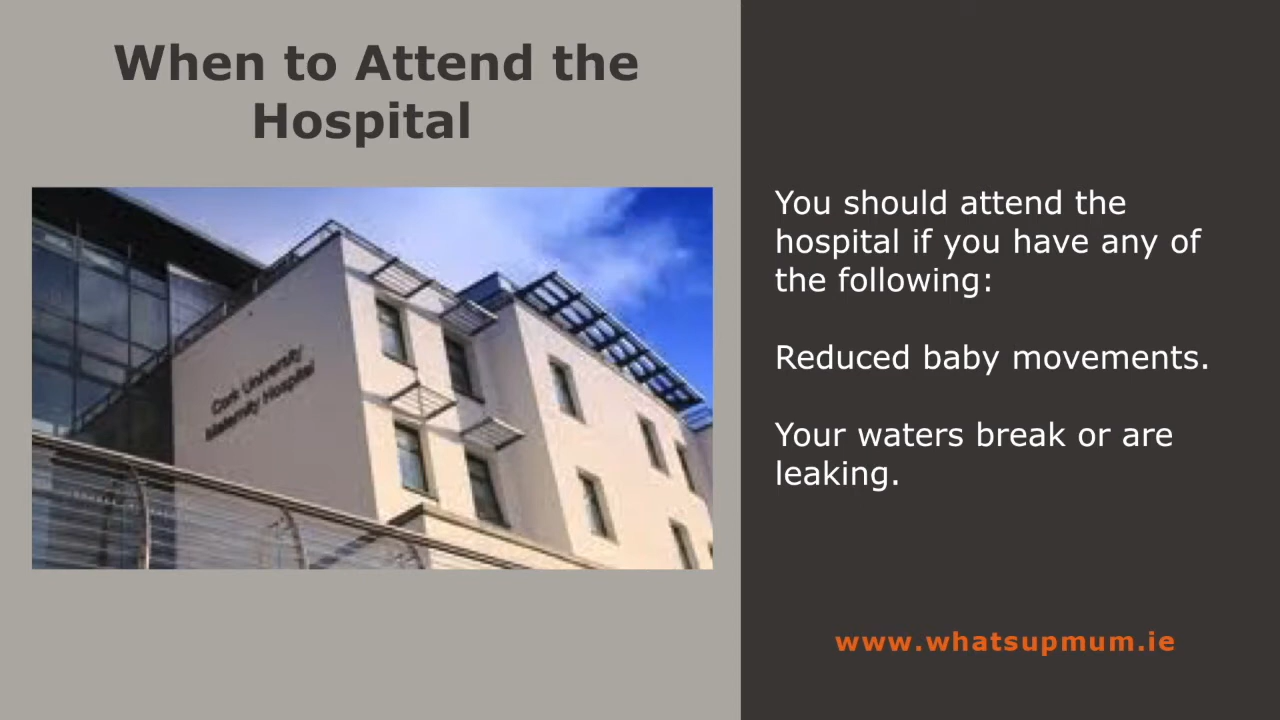 When to Attend the
Hospital
Cork University
Maternity Hospital
You should attend the
hospital if you have any of
the following:
Reduced baby movements.
Your waters break or are
leaking.
www.whatsupmum.ie